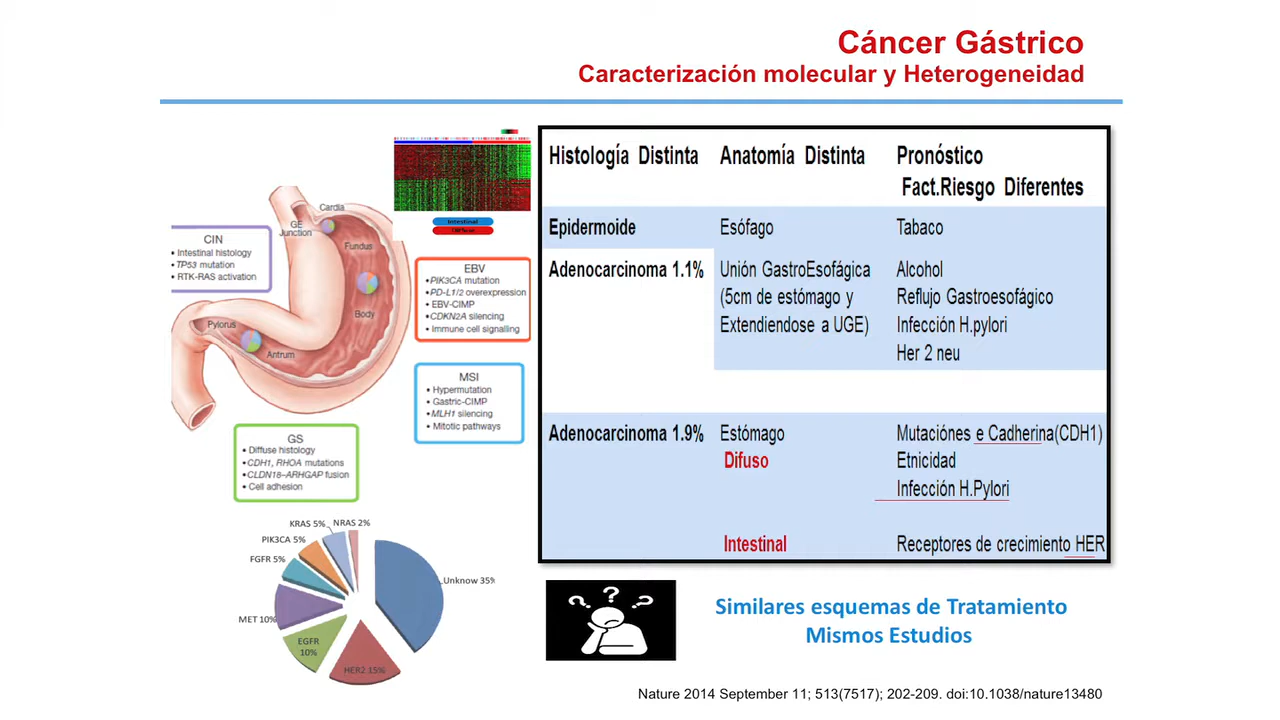 Cáncer Gástrico
Caracterización molecular y Heterogeneidad
Intestinal
Cardia
GE
Junction
Fundus
Body
Pylorus
Antrum
CIN
• Intestinal histology
• TP53 mutation
• RTK-RAS activation
EBV
• PIK3CA mutation
• PD-L1/2 overexpression
• EBV-CIMP
• CDKN2A silencing
• Immune cell signalling
MSI
• Hypermutation
• Gastric-CIMP
• MLH1 silencing
• Mitotic pathways
GS
• Diffuse histology
• CDH1, RHOA mutations
• CLDN18–ARHGAP fusion
• Cell adhesion
KRAS 5%
NRAS 2%
PIK3CA 5%
FGFR 5%
MET 10%
EGFR
10%
HER2 15%
Unknow 35%
Histología Distinta Anatomía Distinta Pronóstico
Fact.Riesgo Diferentes
Epidermoide Esófago Tabaco
Adenocarcinoma 1.1% Unión GastroEsofágica Alcohol
(5cm de estómago y Reflujo Gastroesofágico
Extendiendose a UGE) Infección H.pylori
Her 2 neu
Adenocarcinoma 1.9% Estómago Mutaciónes e Cadherina(CDH1)
Difuso Etnicidad
Infección H.Pylori
Intestinal Receptores de crecimiento HER
? ? ?
Similares esquemas de Tratamiento
Mismos Estudios
Nature 2014 September 11; 513(7517); 202-209. doi:10.1038/nature13480